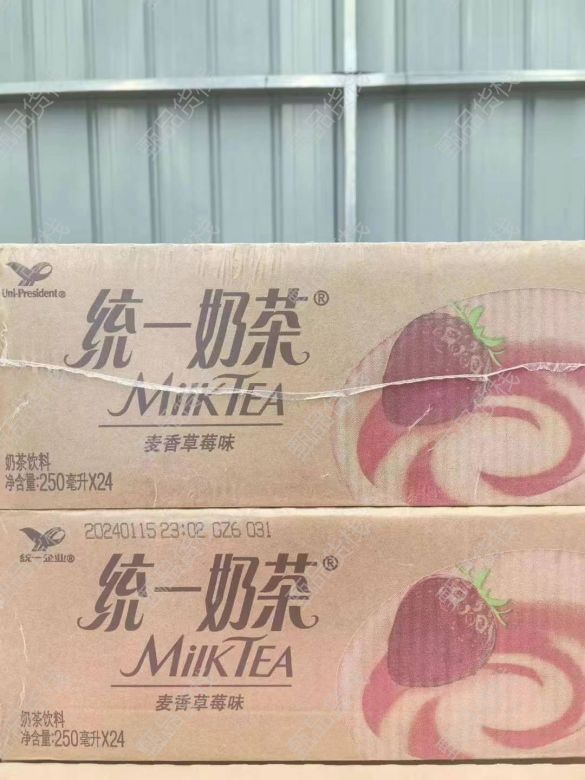 Uni-President®
统一奶茶®
MilkTEA
麦香草莓味
奶茶饮料
净含量:250毫升X24
20240115 23:02 GZ6 031
统一企业®
统一奶茶®
MilkTEA
麦香草莓味
奶茶饮料
净含量:250毫升X24